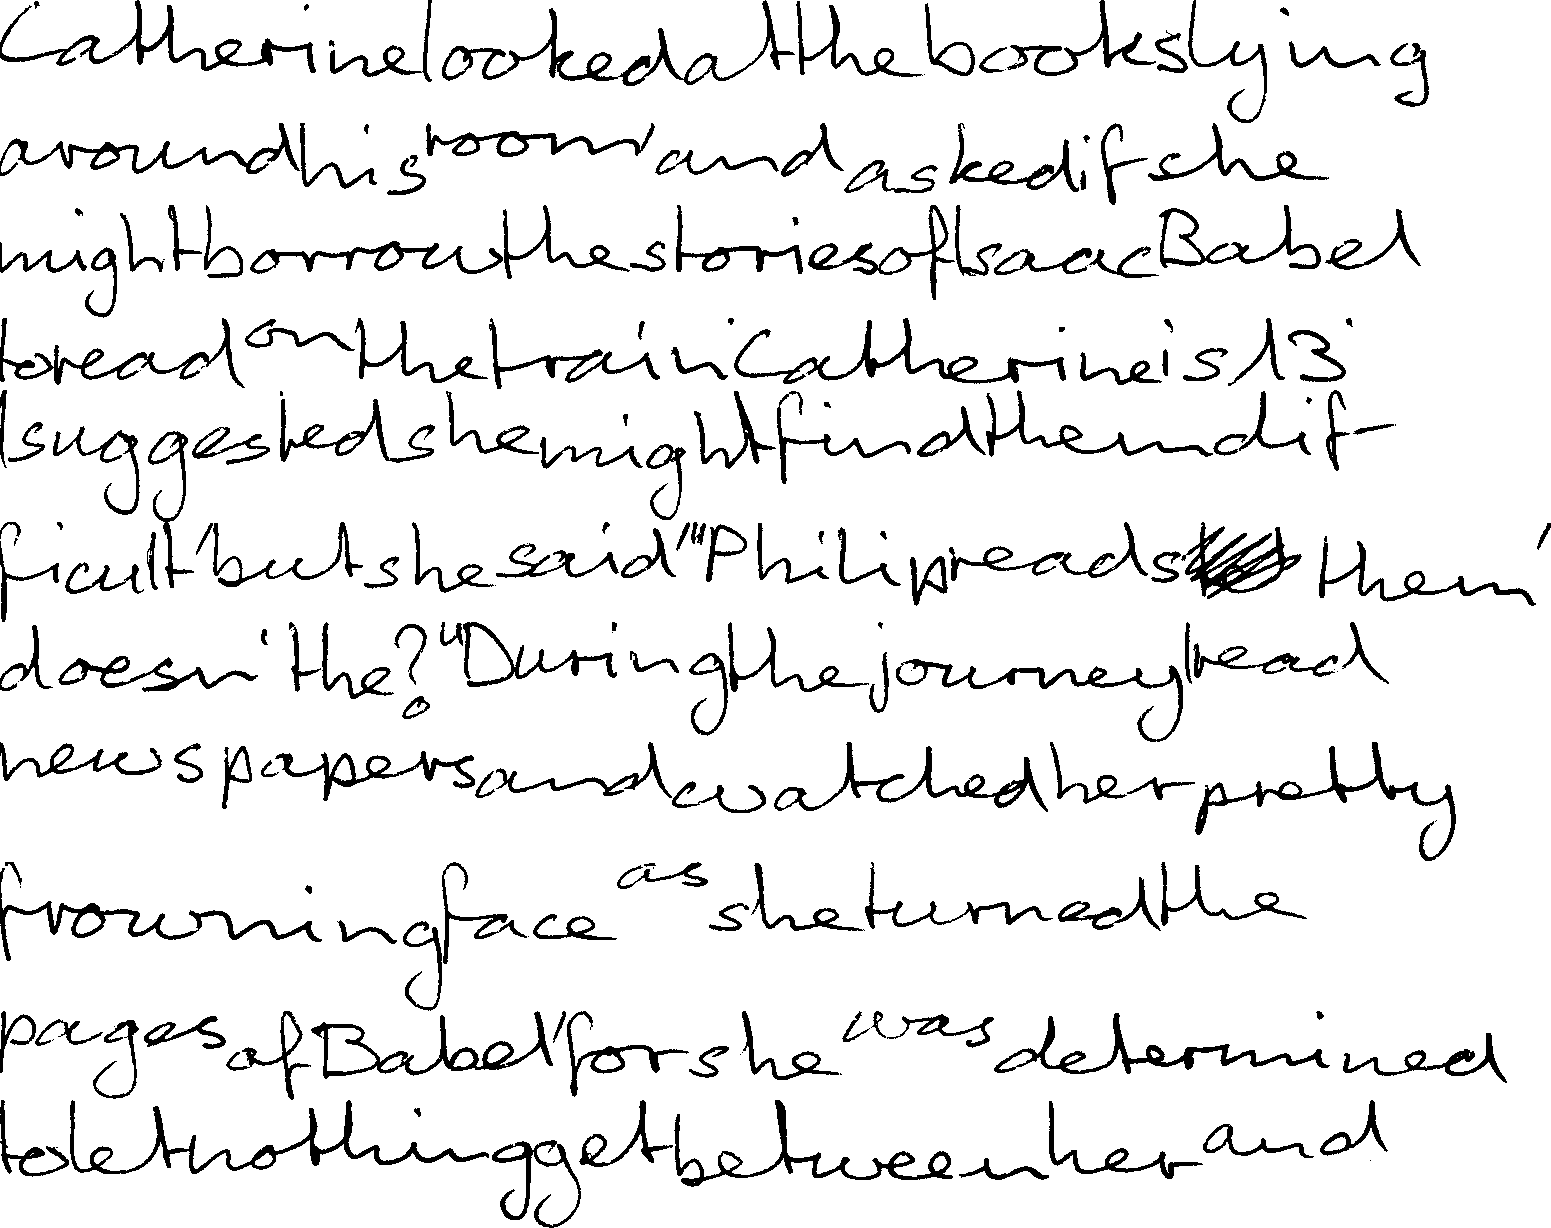 Catherine looked at the books lying
around his room, and asked if she
might borrow the stories of Isaac Babel
to read on the train. Catherine is 13.
I suggested she might find them dif-
ficult, but she said, "Philip reads them,
doesn't he?" During the journey I read
newspapers and watched her pretty
frowning face as she turned the
pages of Babel, for she was determined
to let nothing get between her and